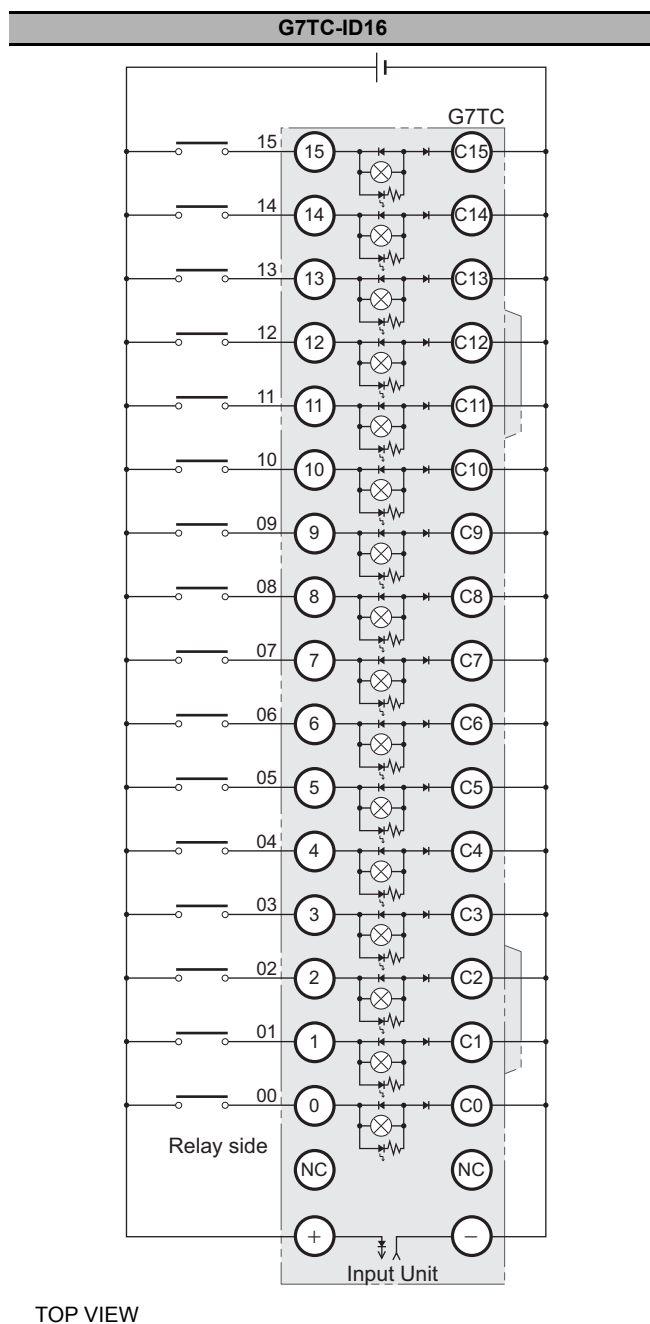 G7TC-ID16
G7TC
15 15 C15
14 14 C14
13 13 C13
12 12 C12
11 11 C11
10 10 C10
09 9 C9
08 8 C8
07 7 C7
06 6 C6
05 5 C5
04 4 C4
03 3 C3
02 2 C2
01 1 C1
00 0 C0
Relay side
NC NC
+ −
Input Unit
TOP VIEW